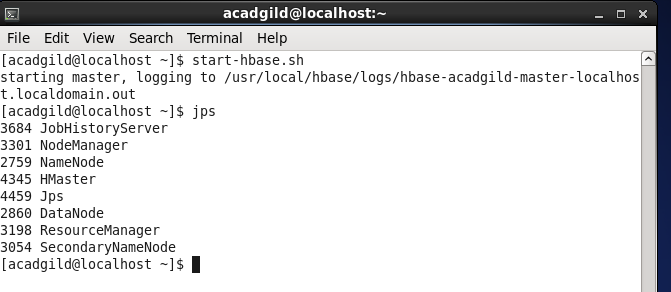 acadgild@localhost:~
File Edit View Search Terminal Help
[acadgild@localhost ~]$ start-hbase.sh
starting master, logging to /usr/local/hbase/logs/hbase-acadgild-master-localhos
t.localdomain.out
[acadgild@localhost ~]$ jps
3684 JobHistoryServer
3301 NodeManager
2759 NameNode
4345 HMaster
4459 Jps
2860 DataNode
3198 ResourceManager
3054 SecondaryNameNode
[acadgild@localhost ~]$